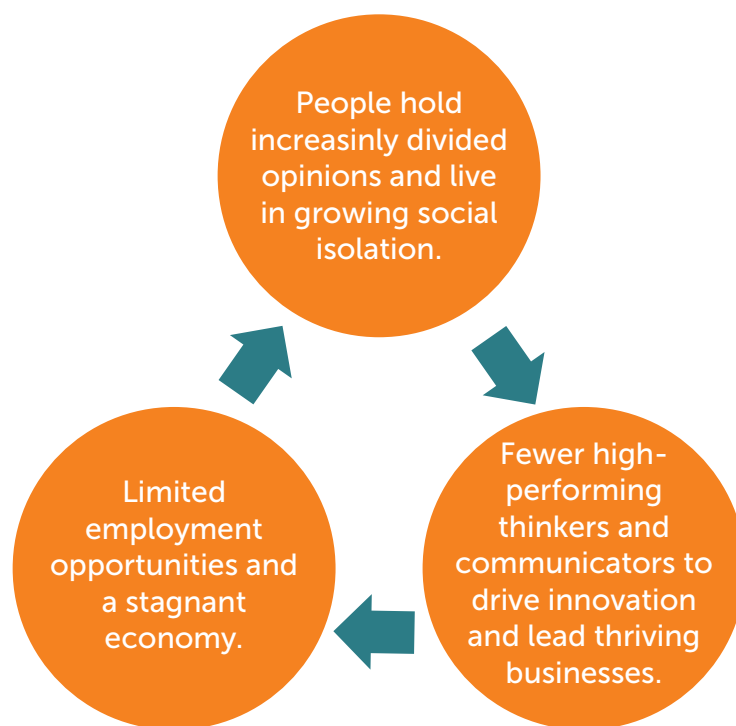 People hold
increasinly divided
opinions and live
in growing social
isolation.
Fewer high-
performing
thinkers and
communicators to
drive innovation
and lead thriving
businesses.
Limited
employment
opportunities and
a stagnant
economy.